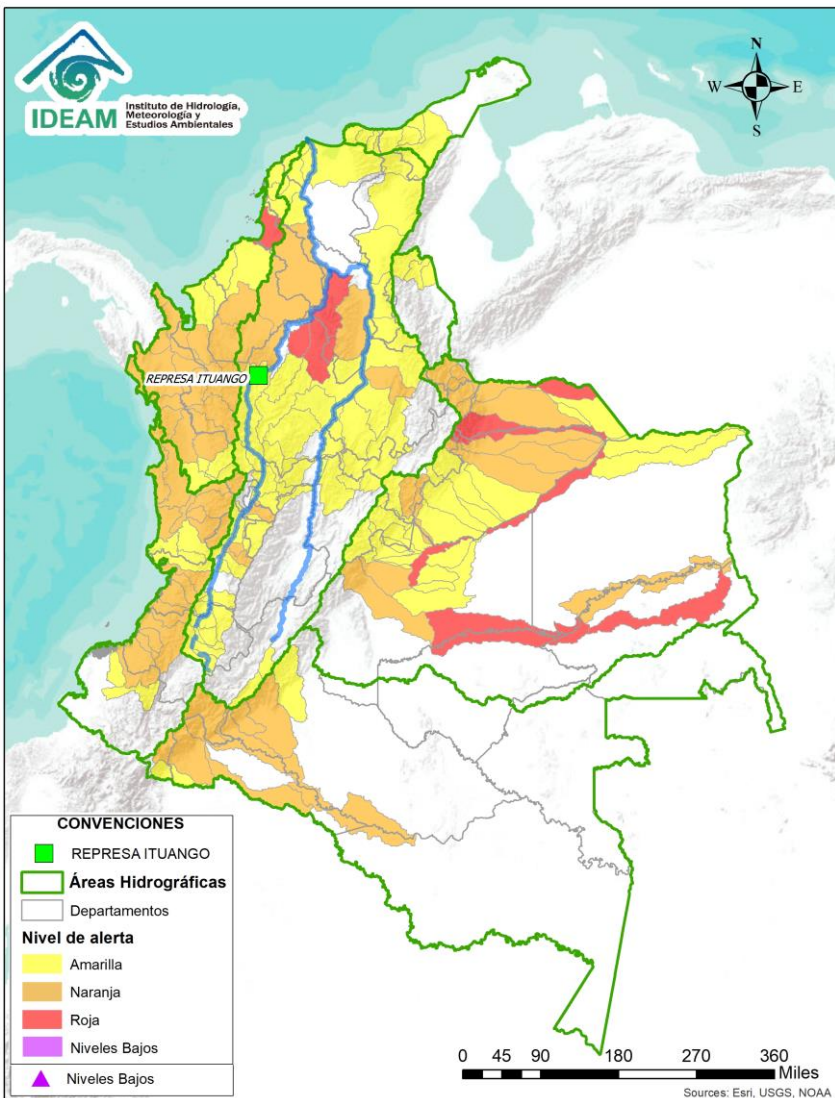 IDEAM
Instituto de Hidrología,
Meteorología y
Estudios Ambientales
N
W
E
S
REPRESA ITUANGO
CONVENCIONES
REPRESA ITUANGO
Áreas Hidrográficas
Departamentos
Nivel de alerta
Amarilla
Naranja
Roja
Niveles Bajos
Niveles Bajos
0 45 90 180 270 360
Miles
Sources: Esri, USGS, NOAA